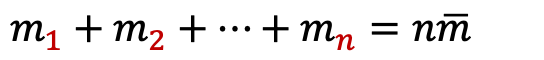 m₁ + m₂ + ⋯ + mₙ = nm̅